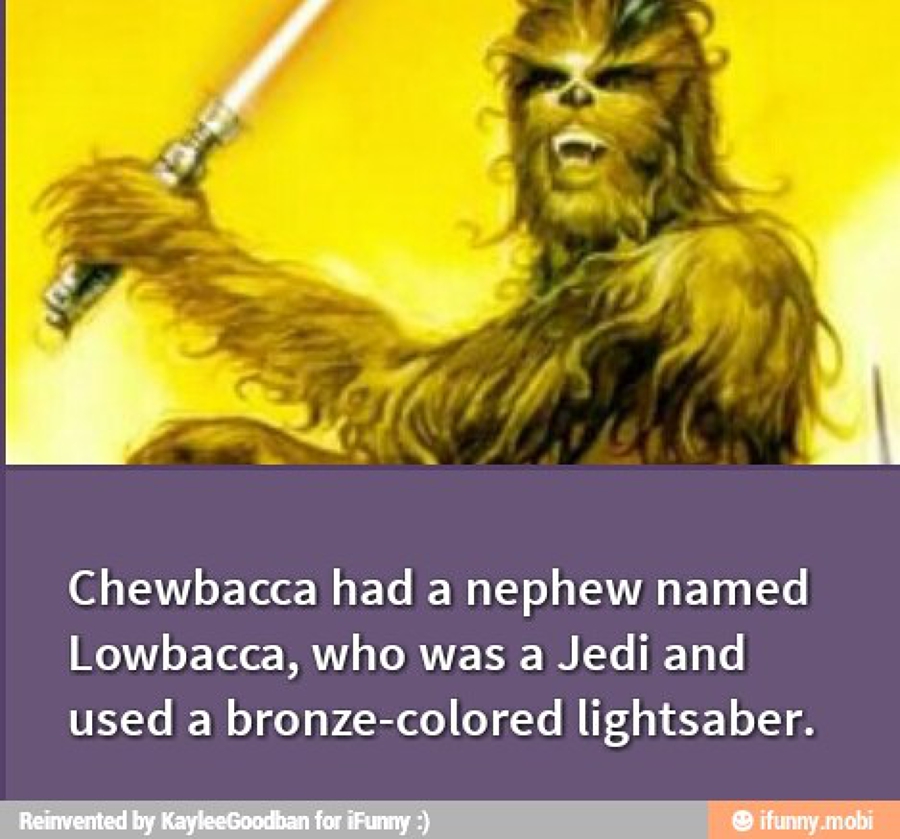 Chewbacca had a nephew named
Lowbacca, who was a Jedi and
used a bronze-colored lightsaber.
Reinvented by KayleeGoodban for iFunny :)
ifunny.mobi